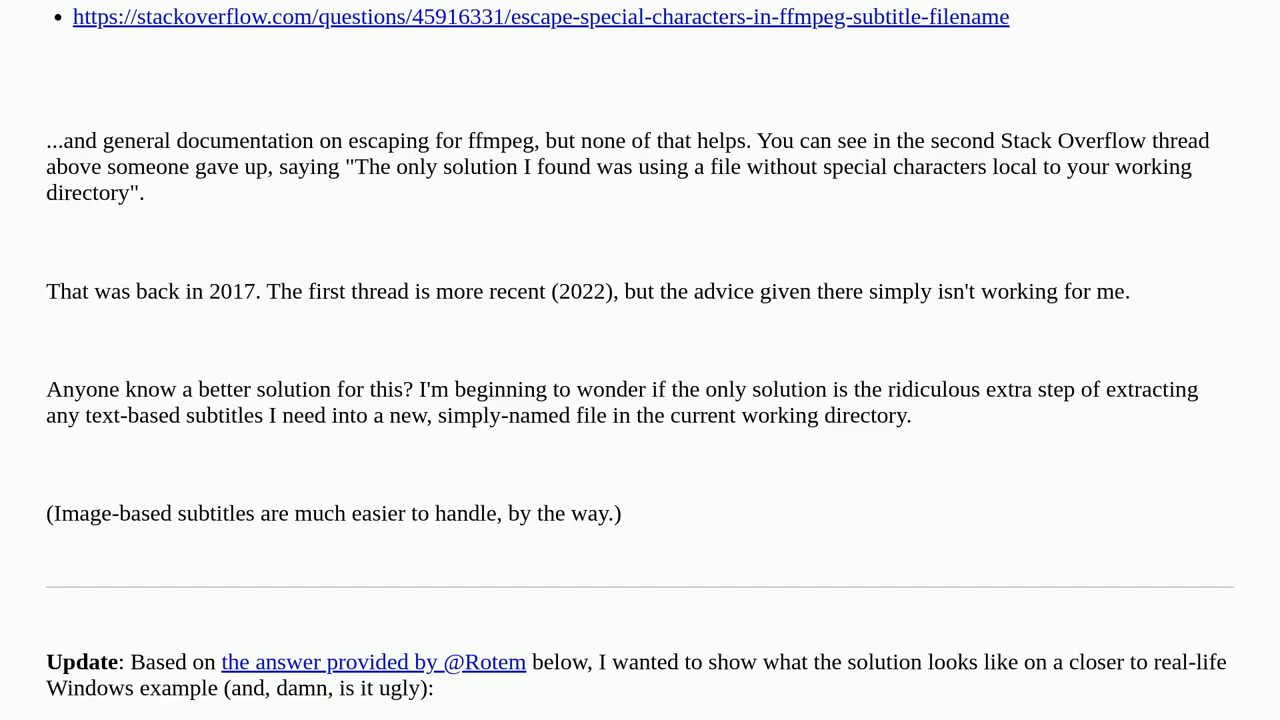 https://stackoverflow.com/questions/45916331/escape-special-characters-in-ffmpeg-subtitle-filename
...and general documentation on escaping for ffmpeg, but none of that helps. You can see in the second Stack Overflow thread
above someone gave up, saying "The only solution I found was using a file without special characters local to your working
directory".
That was back in 2017. The first thread is more recent (2022), but the advice given there simply isn't working for me.
Anyone know a better solution for this? I'm beginning to wonder if the only solution is the ridiculous extra step of extracting
any text-based subtitles I need into a new, simply-named file in the current working directory.
(Image-based subtitles are much easier to handle, by the way.)
Update: Based on the answer provided by @Rotem below, I wanted to show what the solution looks like on a closer to real-life
Windows example (and, damn, is it ugly):